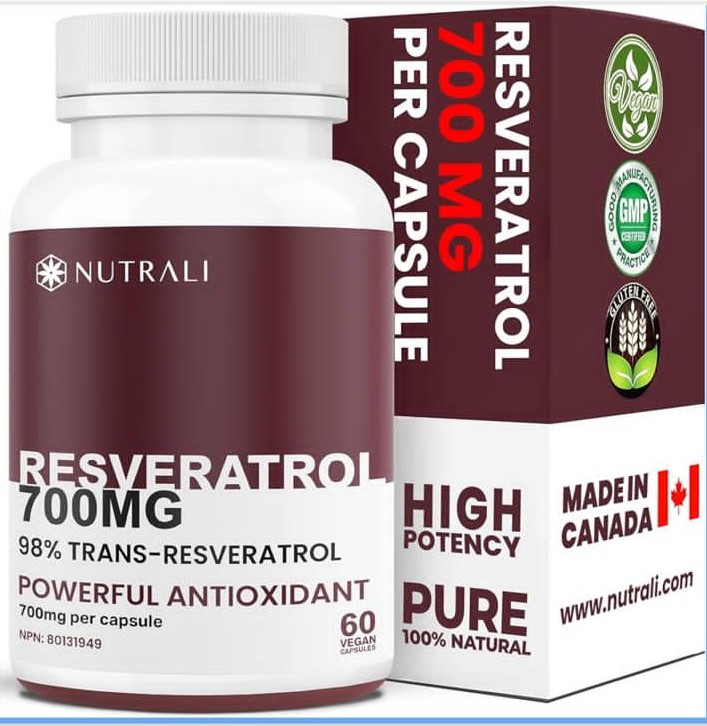 NUTRALI
RESVERATROL
700MG
98% TRANS-RESVERATROL
POWERFUL ANTIOXIDANT
700mg per capsule
NPN: 80131949
60
VEGAN
CAPSULES
RESVERATROL
700 MG
PER CAPSULE
HIGH
POTENCY
PURE
100% NATURAL
Vegan
GOOD MANUFACTURING
GMP
CERTIFIED
PRACTICE
GLUTEN FREE
MADE IN
CANADA
www.nutrali.com